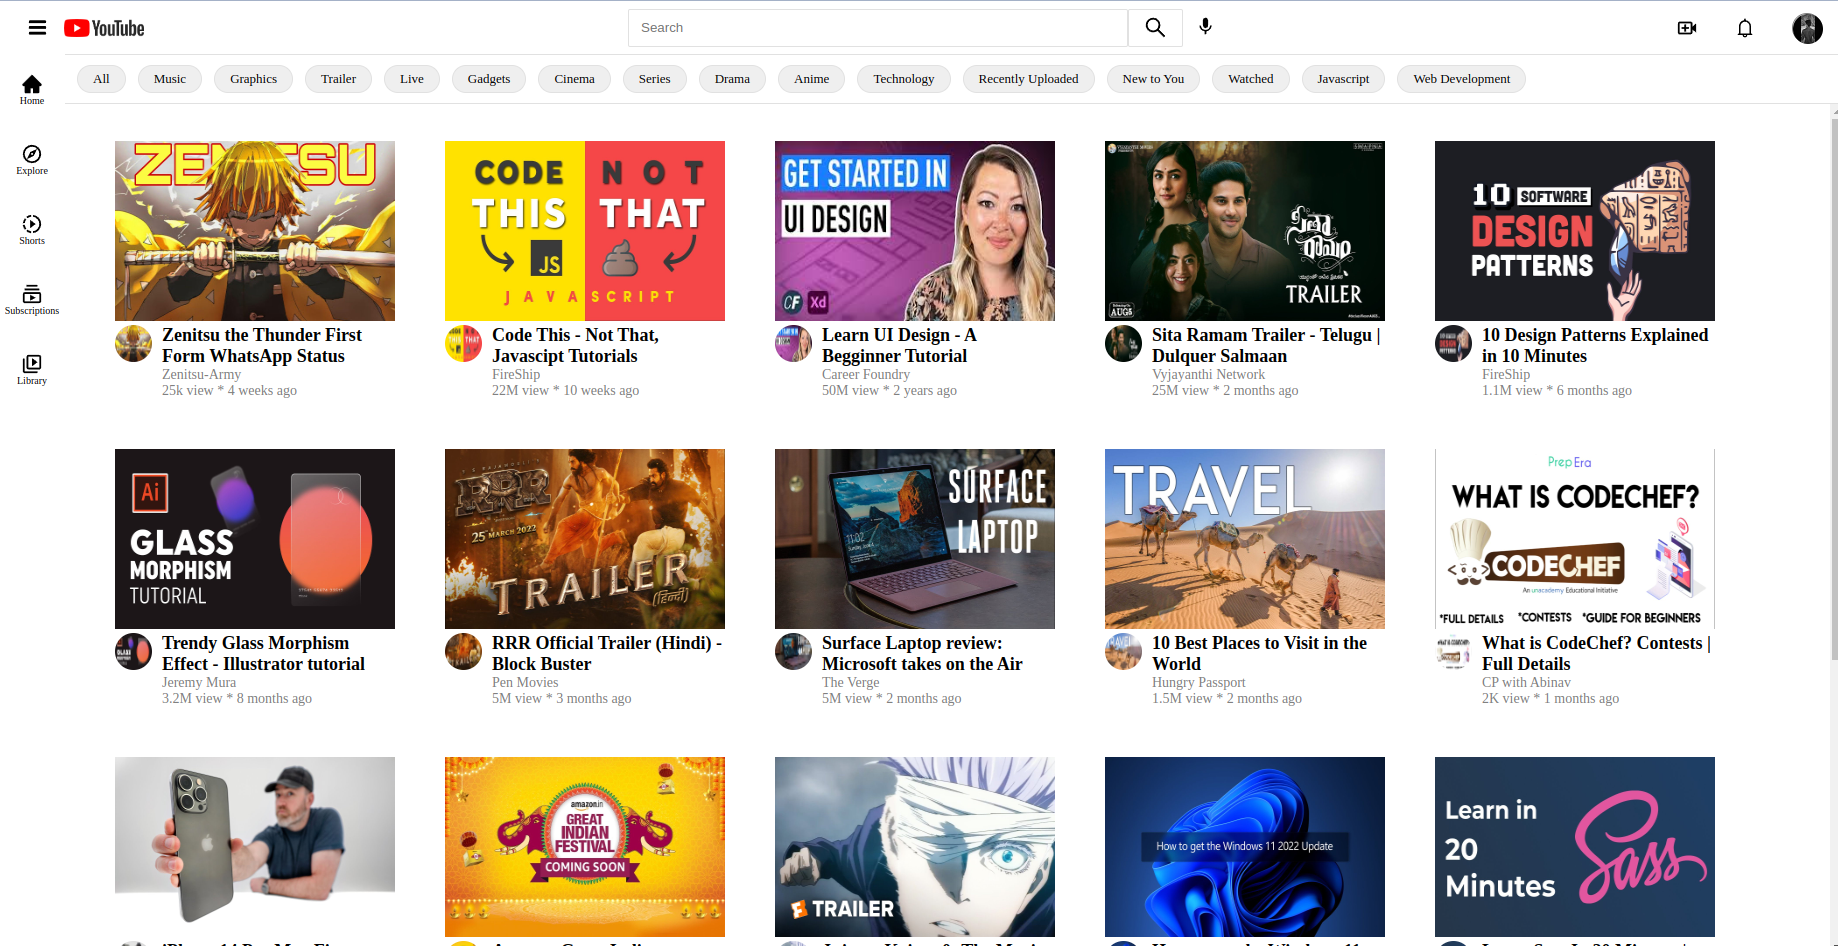 YouTube
Search
All Music Graphics Trailer Live Gadgets Cinema Series Drama Anime Technology Recently Uploaded New to You Watched Javascript Web Development
Home
Explore
Shorts
Subscriptions
Library
ZENITSU
CODE THIS
NOT THAT
JS
JAVASCRIPT
GET STARTED IN
UI DESIGN
CF Xd
సీతా
రామం
TRAILER
AUG5
10 SOFTWARE
DESIGN
PATTERNS
Zenitsu the Thunder First
Form WhatsApp Status
Zenitsu-Army
25k view * 4 weeks ago
Code This - Not That,
Javascipt Tutorials
FireShip
22M view * 10 weeks ago
Learn UI Design - A
Begginner Tutorial
Career Foundry
50M view * 2 years ago
Sita Ramam Trailer - Telugu |
Dulquer Salmaan
Vyjayanthi Network
25M view * 2 months ago
10 Design Patterns Explained
in 10 Minutes
FireShip
1.1M view * 6 months ago
Ai
GLASS
MORPHISM
TUTORIAL
RRR
25 MARCH 2022
TRAILER
(हिन्दी)
11:02
SURFACE
LAPTOP
TRAVEL
PrepEra
WHAT IS CODECHEF?
CODECHEF
An unacademy Educational Initiative
*FULL DETAILS *CONTESTS *GUIDE FOR BEGINNERS
Trendy Glass Morphism
Effect - Illustrator tutorial
Jeremy Mura
3.2M view * 8 months ago
RRR Official Trailer (Hindi) -
Block Buster
Pen Movies
5M view * 3 months ago
Surface Laptop review:
Microsoft takes on the Air
The Verge
5M view * 2 months ago
10 Best Places to Visit in the
World
Hungry Passport
1.5M view * 2 months ago
What is CodeChef? Contests |
Full Details
CP with Abinav
2K view * 1 months ago
amazon.in
GREAT
INDIAN
FESTIVAL
COMING SOON
TRAILER
How to get the Windows 11 2022 Update
Learn in
20
Minutes
Sass